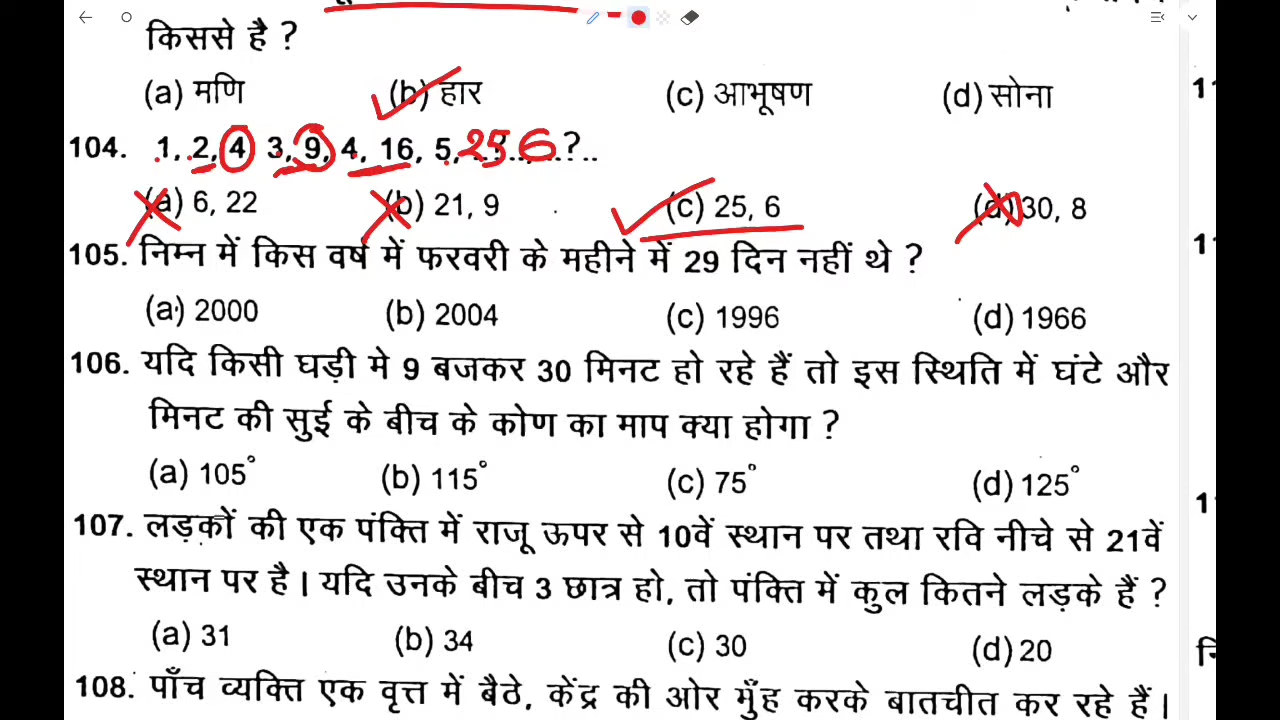 किससे है ?
(a) मणि (b) हार (c) आभूषण (d) सोना
104. 1, 2, 4 3, 9, 4, 16, 5, ..?.., ..?..
25 6
(a) 6, 22 (b) 21, 9 (c) 25, 6 (d) 30, 8
105. निम्न में किस वर्ष में फरवरी के महीने में 29 दिन नहीं थे ?
(a) 2000 (b) 2004 (c) 1996 (d) 1966
106. यदि किसी घड़ी मे 9 बजकर 30 मिनट हो रहे हैं तो इस स्थिति में घंटे और
मिनट की सुई के बीच के कोण का माप क्या होगा ?
(a) 105° (b) 115° (c) 75° (d) 125°
107. लड़कों की एक पंक्ति में राजू ऊपर से 10वें स्थान पर तथा रवि नीचे से 21वें
स्थान पर है। यदि उनके बीच 3 छात्र हो, तो पंक्ति में कुल कितने लड़के हैं ?
(a) 31 (b) 34 (c) 30 (d) 20
108. पाँच व्यक्ति एक वृत्त में बैठे, केंद्र की ओर मुँह करके बातचीत कर रहे हैं।